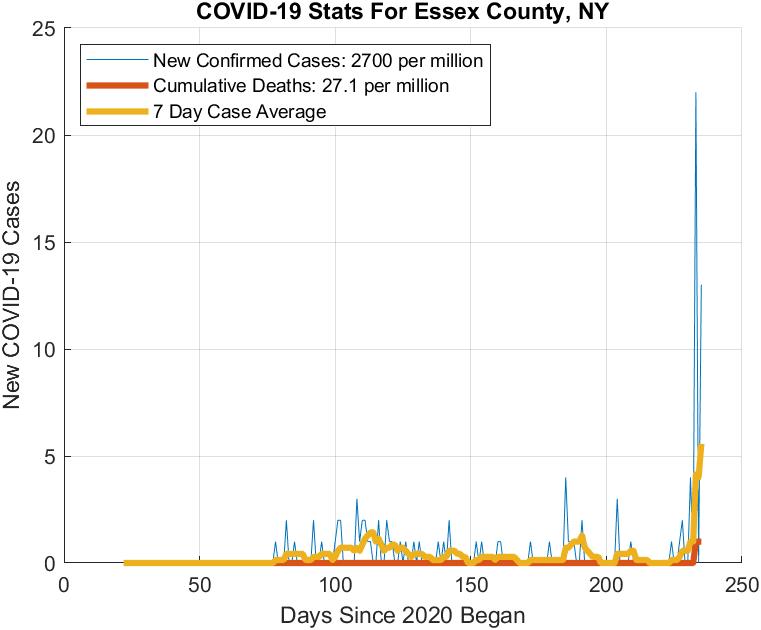 COVID-19 Stats For Essex County, NY
New Confirmed Cases: 2700 per million
Cumulative Deaths: 27.1 per million
7 Day Case Average
New COVID-19 Cases
25
20
15
10
5
0
0 50 100 150 200 250
Days Since 2020 Began